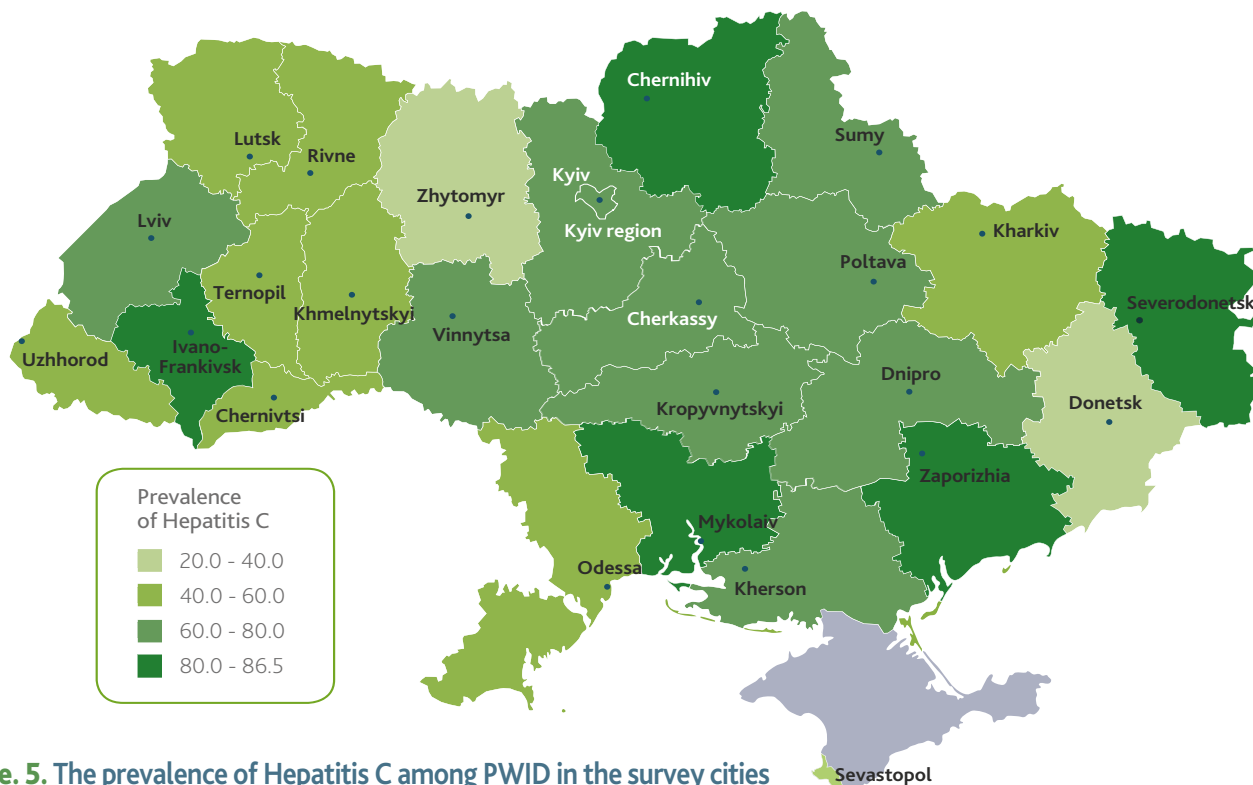 Chernihiv
Sumy
Lutsk
Rivne
Kyiv
Zhytomyr
Lviv
Kyiv region
Kharkiv
Poltava
Ternopil
Khmelnytskyi
Severodonetsk
Cherkassy
Vinnytsa
Uzhhorod
Ivano-
Frankivsk
Dnipro
Donetsk
Chernivtsi
Kropyvnytskyi
Zaporizhia
Prevalence
of Hepatitis C
20.0 - 40.0
40.0 - 60.0
60.0 - 80.0
80.0 - 86.5
Mykolaiv
Odessa
Kherson
e. 5. The prevalence of Hepatitis C among PWID in the survey cities
Sevastopol